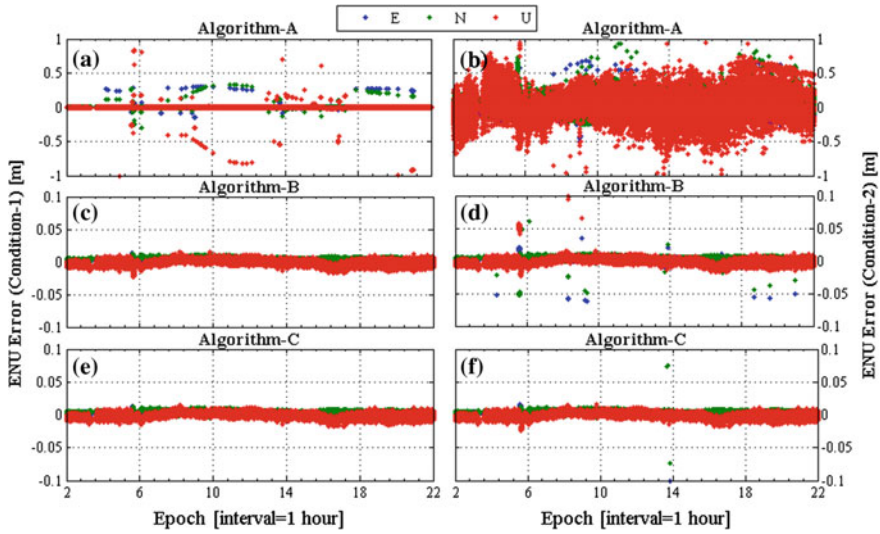 E N U
Algorithm-A
(a)
1
0.5
0
-0.5
-1
Algorithm-A
(b)
1
0.5
0
-0.5
-1
Algorithm-B
(c)
0.1
0.05
0
-0.05
-0.1
Algorithm-B
(d)
0.1
0.05
0
-0.05
-0.1
Algorithm-C
(e)
0.1
0.05
0
-0.05
-0.1
2 6 10 14 18 22
Algorithm-C
(f)
0.1
0.05
0
-0.05
-0.1
2 6 10 14 18 22
ENU Error (Condition-1) [m]
ENU Error (Condition-2) [m]
Epoch [interval=1 hour]
Epoch [interval=1 hour]